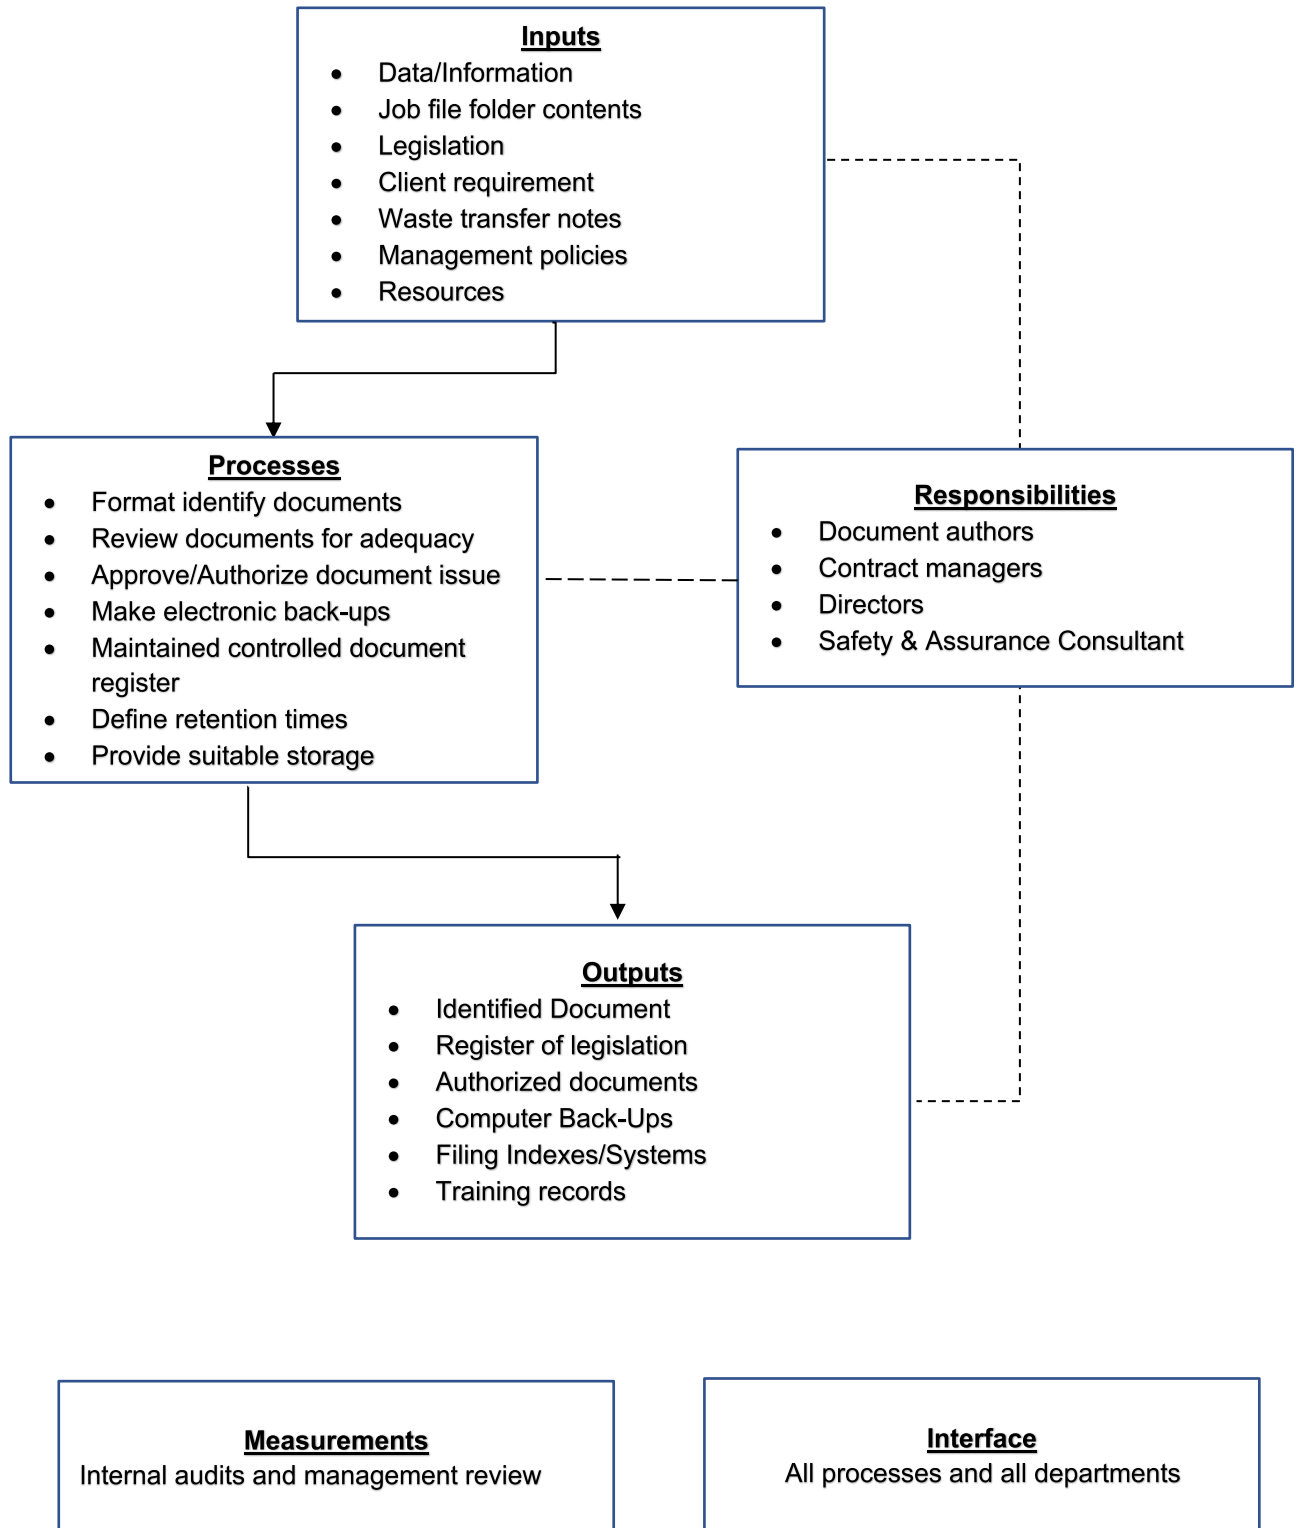 Inputs
• Data/Information
• Job file folder contents
• Legislation
• Client requirement
• Waste transfer notes
• Management policies
• Resources
Processes
• Format identify documents
• Review documents for adequacy
• Approve/Authorize document issue
• Make electronic back-ups
• Maintained controlled document
register
• Define retention times
• Provide suitable storage
Responsibilities
• Document authors
• Contract managers
• Directors
• Safety & Assurance Consultant
Outputs
• Identified Document
• Register of legislation
• Authorized documents
• Computer Back-Ups
• Filing Indexes/Systems
• Training records
Measurements
Internal audits and management review
Interface
All processes and all departments